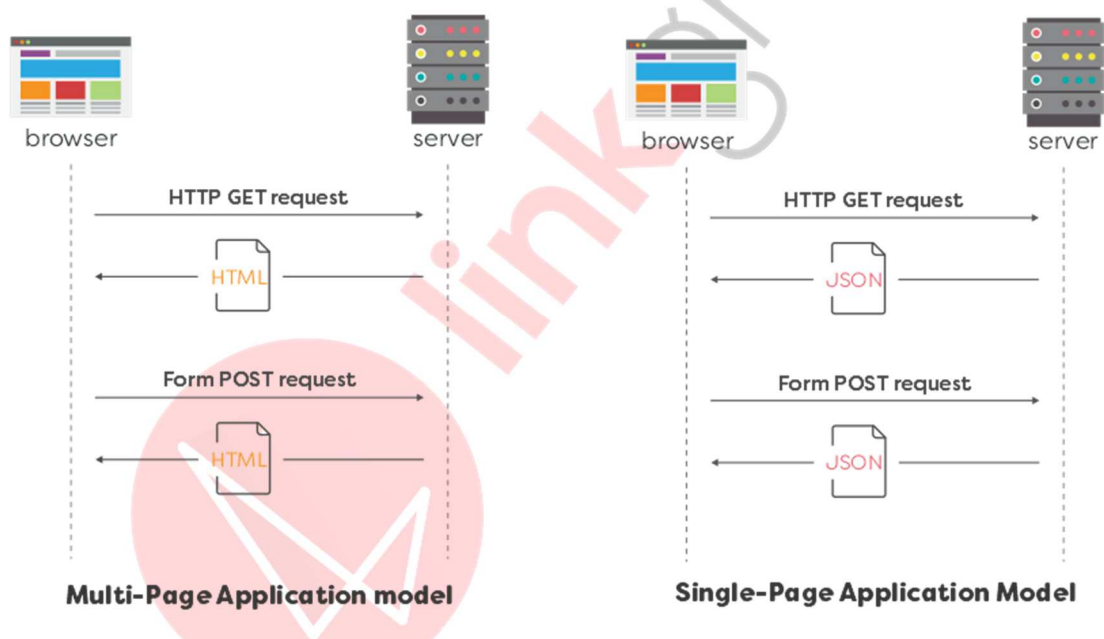 browser
server
HTTP GET request
HTML
Form POST request
HTML
Multi-Page Application model
browser
server
HTTP GET request
JSON
Form POST request
JSON
Single-Page Application Model
link